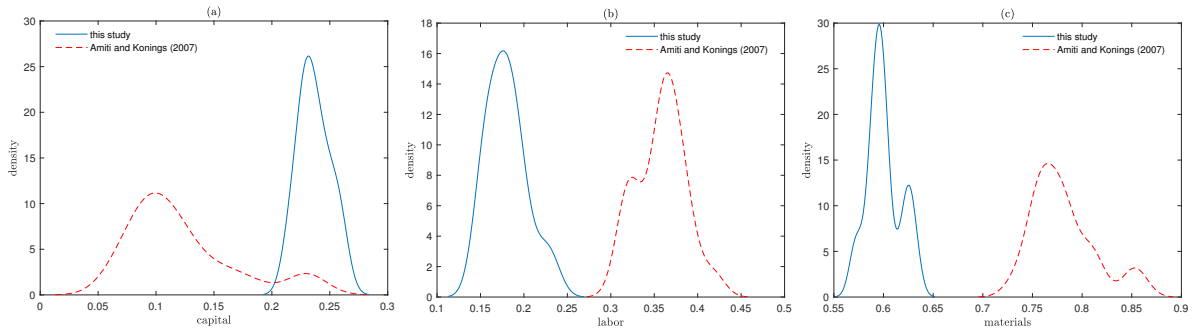 (a)
this study
Amiti and Konings (2007)
30
25
20
15
10
5
0
density
0 0.05 0.1 0.15 0.2 0.25 0.3
capital
(b)
this study
Amiti and Konings (2007)
18
16
14
12
10
8
6
4
2
0
density
0.1 0.15 0.2 0.25 0.3 0.35 0.4 0.45 0.5
labor
(c)
this study
Amiti and Konings (2007)
30
25
20
15
10
5
0
density
0.55 0.6 0.65 0.7 0.75 0.8 0.85 0.9
materials